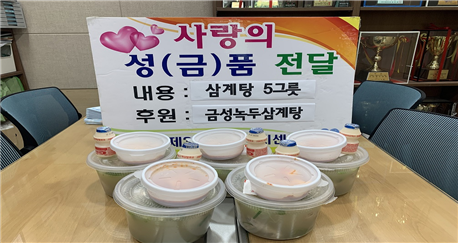 사랑의
성(금)품 전달
내용 : 삼계탕 5그릇
후원 : 금성녹두삼계탕